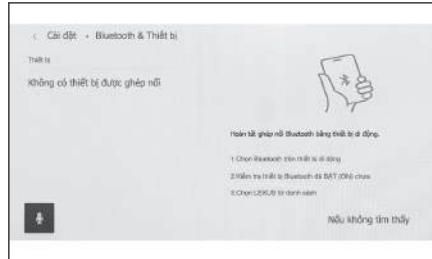 ‹ Cài đặt • Bluetooth & Thiết bị
Thiết bị
Không có thiết bị được ghép nối
Hoàn tất ghép nối Bluetooth bằng thiết bị di động.
1.Chọn Bluetooth trên thiết bị di động
2.Kiểm tra thiết bị Bluetooth đã BẬT (ON) chưa
3.Chọn LEXUS từ danh sách
Nếu không tìm thấy